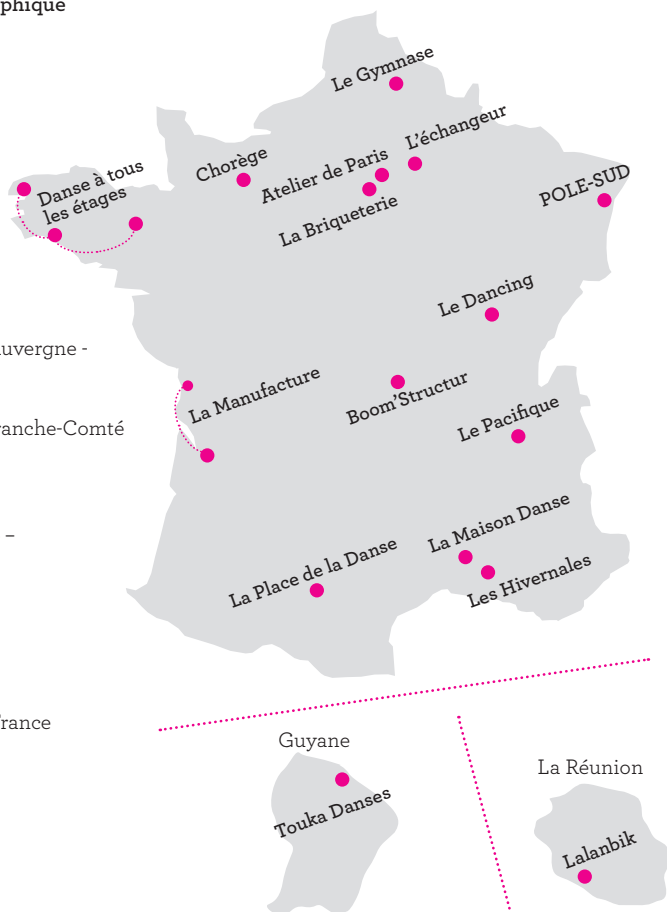 phique
Le Gymnase
L'échangeur
Chorège
Atelier de Paris
Danse à tous
les étages
POLE-SUD
La Briqueterie
Le Dancing
uvergne -
La Manufacture
Boom'Structur
Le Pacifique
ranche-Comté
–
La Maison Danse
La Place de la Danse
Les Hivernales
rance
Guyane
La Réunion
Touka Danses
Lalanbik